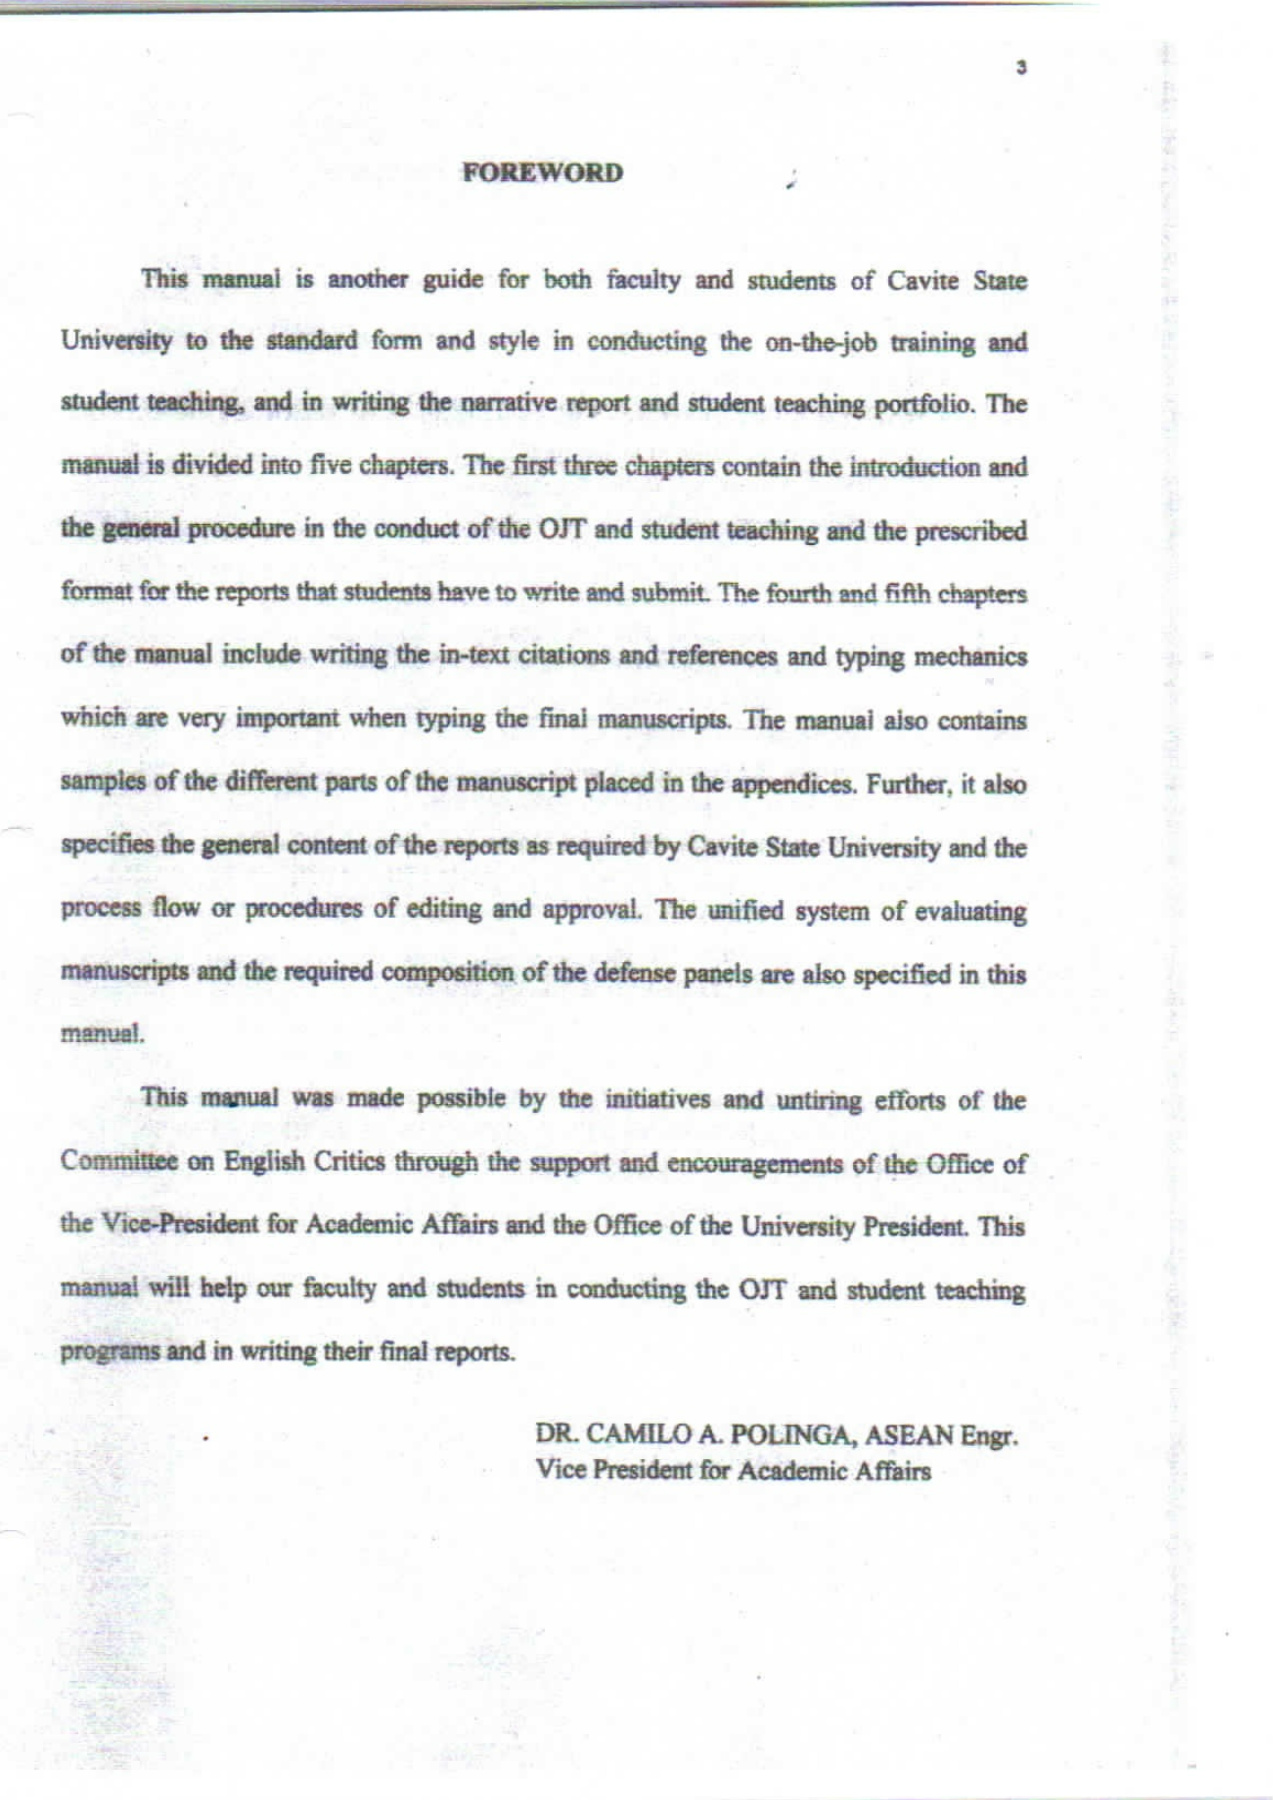 3
FOREWORD
This manual is another guide for both faculty and students of Cavite State
University to the standard form and style in conducting the on-the-job training and
student teaching, and in writing the narrative report and student teaching portfolio. The
manual is divided into five chapters. The first three chapters contain the introduction and
the general procedure in the conduct of the OJT and student teaching and the prescribed
format for the reports that students have to write and submit. The fourth and fifth chapters
of the manual include writing the in-text citations and references and typing mechanics
which are very important when typing the final manuscripts. The manual also contains
samples of the different parts of the manuscript placed in the appendices. Further, it also
specifies the general content of the reports as required by Cavite State University and the
process flow or procedures of editing and approval. The unified system of evaluating
manuscripts and the required composition of the defense panels are also specified in this
manual.
This manual was made possible by the initiatives and untiring efforts of the
Committee on English Critics through the support and encouragements of the Office of
the Vice-President for Academic Affairs and the Office of the University President. This
manual will help our faculty and students in conducting the OJT and student teaching
programs and in writing their final reports.
DR. CAMILO A. POLINGA, ASEAN Engr.
Vice President for Academic Affairs